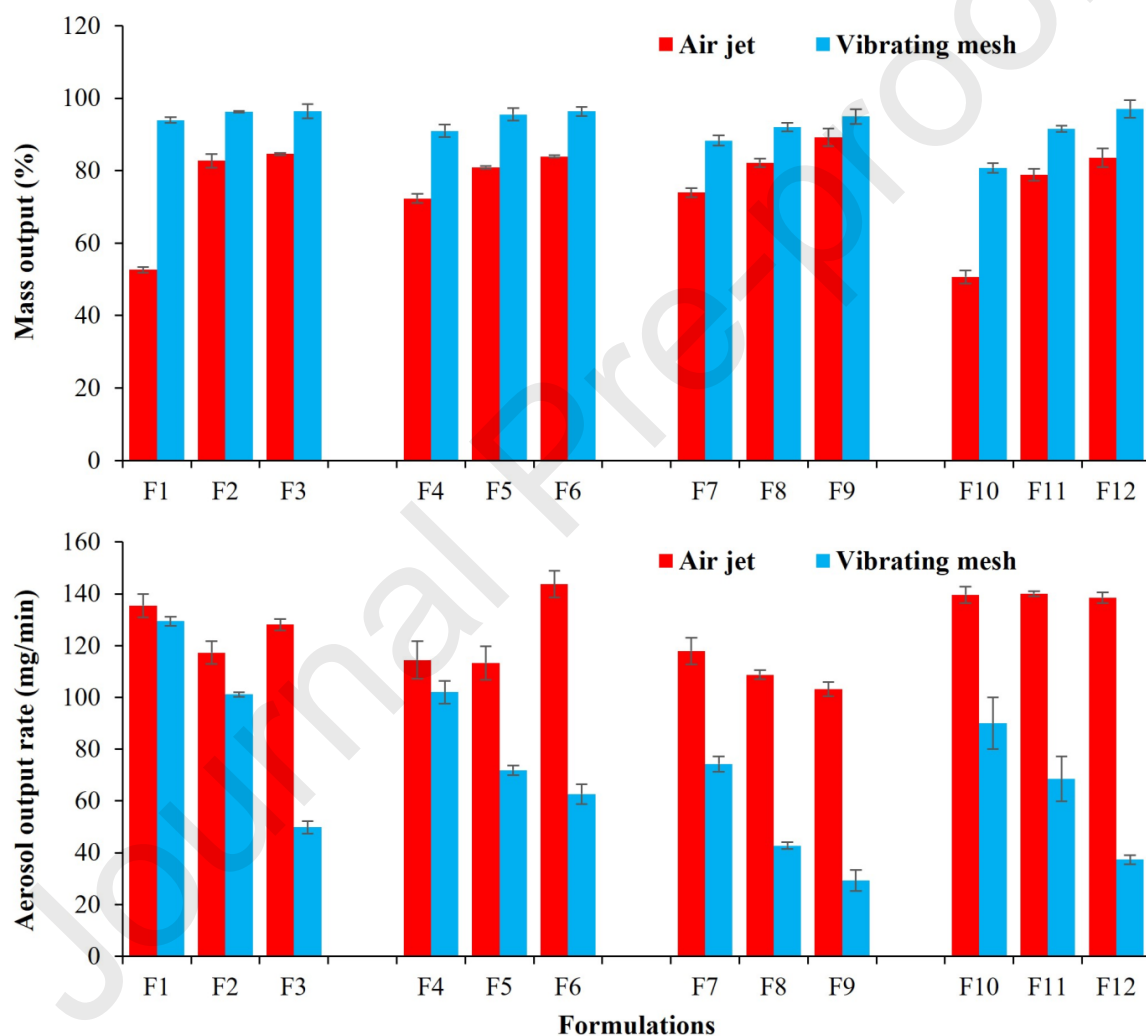 120
100
80
60
40
20
0
Mass output (%)
Air jet Vibrating mesh
F1 F2 F3 F4 F5 F6 F7 F8 F9 F10 F11 F12
160
140
120
100
80
60
40
20
0
Aerosol output rate (mg/min)
Air jet Vibrating mesh
F1 F2 F3 F4 F5 F6 F7 F8 F9 F10 F11 F12
Formulations
Journal Pre-proo